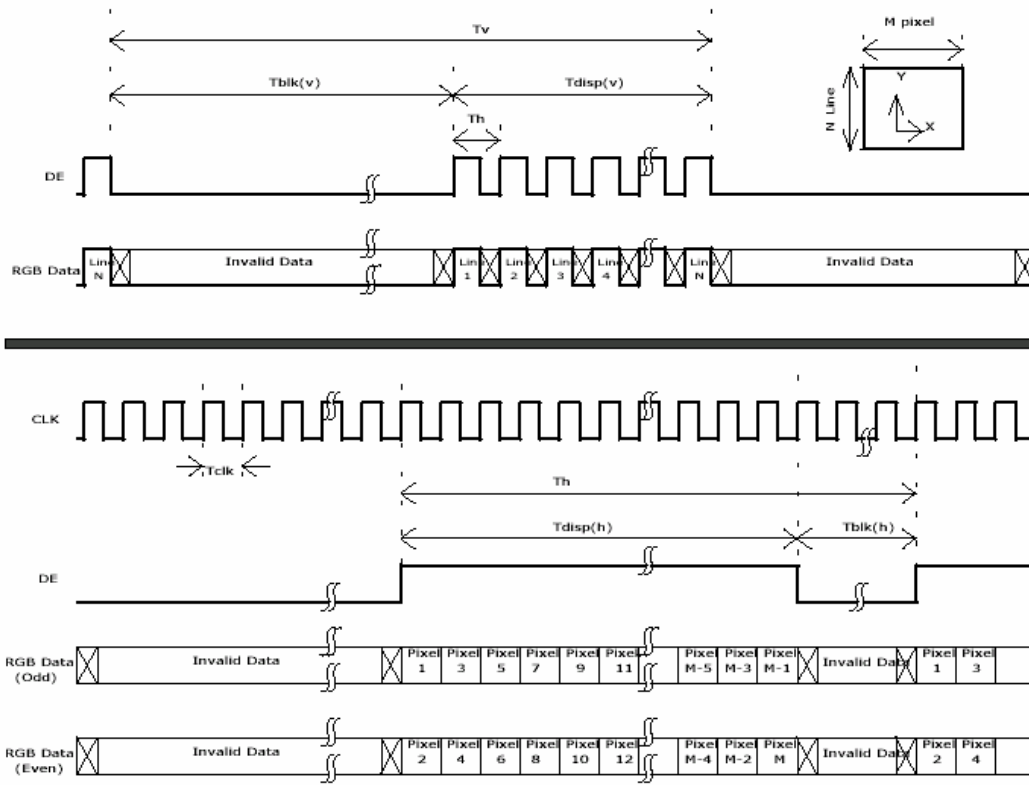 Tv
M pixel
Tblk(v)
Tdisp(v)
Th
N Line
Y
X
DE
RGB Data
Line N
Invalid Data
Line 1
Line 2
Line 3
Line 4
Line N
Invalid Data
CLK
Tclk
Th
Tdisp(h)
Tblk(h)
DE
RGB Data (Odd)
Invalid Data
Pixel 1
Pixel 3
Pixel 5
Pixel 7
Pixel 9
Pixel 11
Pixel M-5
Pixel M-3
Pixel M-1
Invalid Data
Pixel 1
Pixel 3
RGB Data (Even)
Invalid Data
Pixel 2
Pixel 4
Pixel 6
Pixel 8
Pixel 10
Pixel 12
Pixel M-4
Pixel M-2
Pixel M
Invalid Data
Pixel 2
Pixel 4